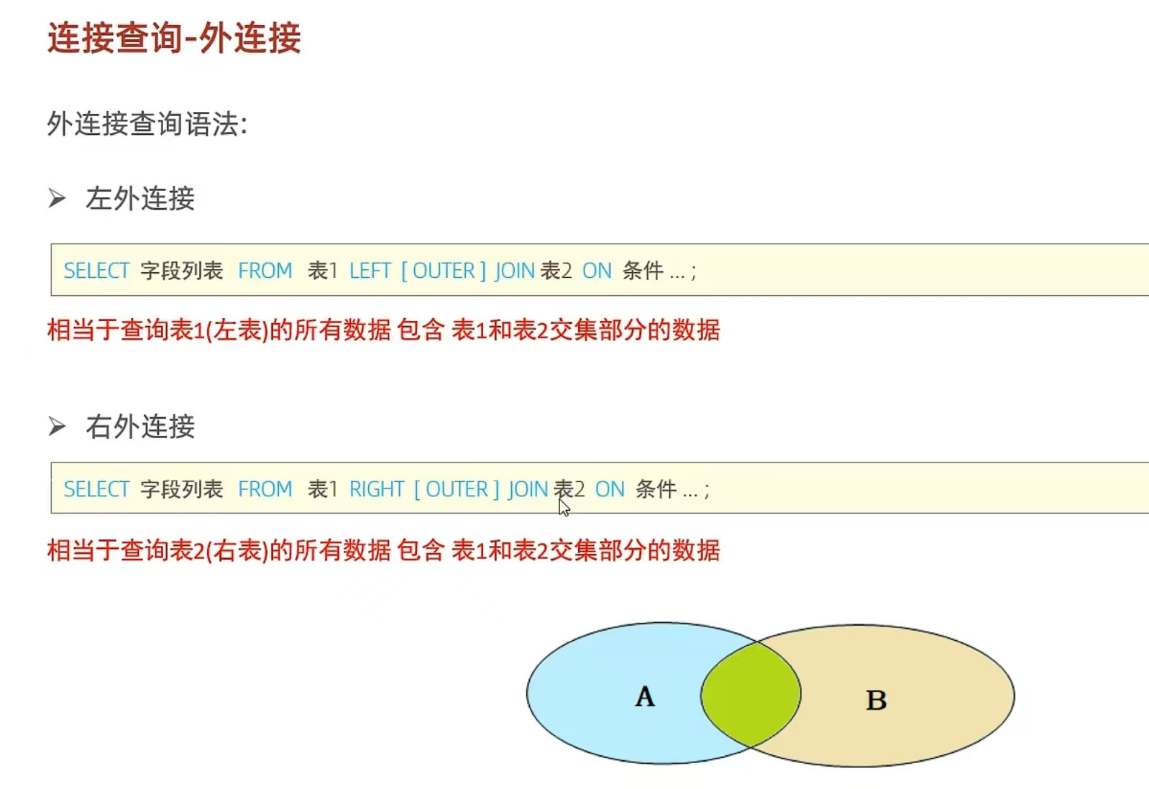 连接查询-外连接
外连接查询语法:
➢ 左外连接
SELECT 字段列表 FROM 表1 LEFT [ OUTER ] JOIN 表2 ON 条件 ... ;
相当于查询表1(左表)的所有数据 包含 表1和表2交集部分的数据
➢ 右外连接
SELECT 字段列表 FROM 表1 RIGHT [ OUTER ] JOIN 表2 ON 条件 ... ;
相当于查询表2(右表)的所有数据 包含 表1和表2交集部分的数据
A B